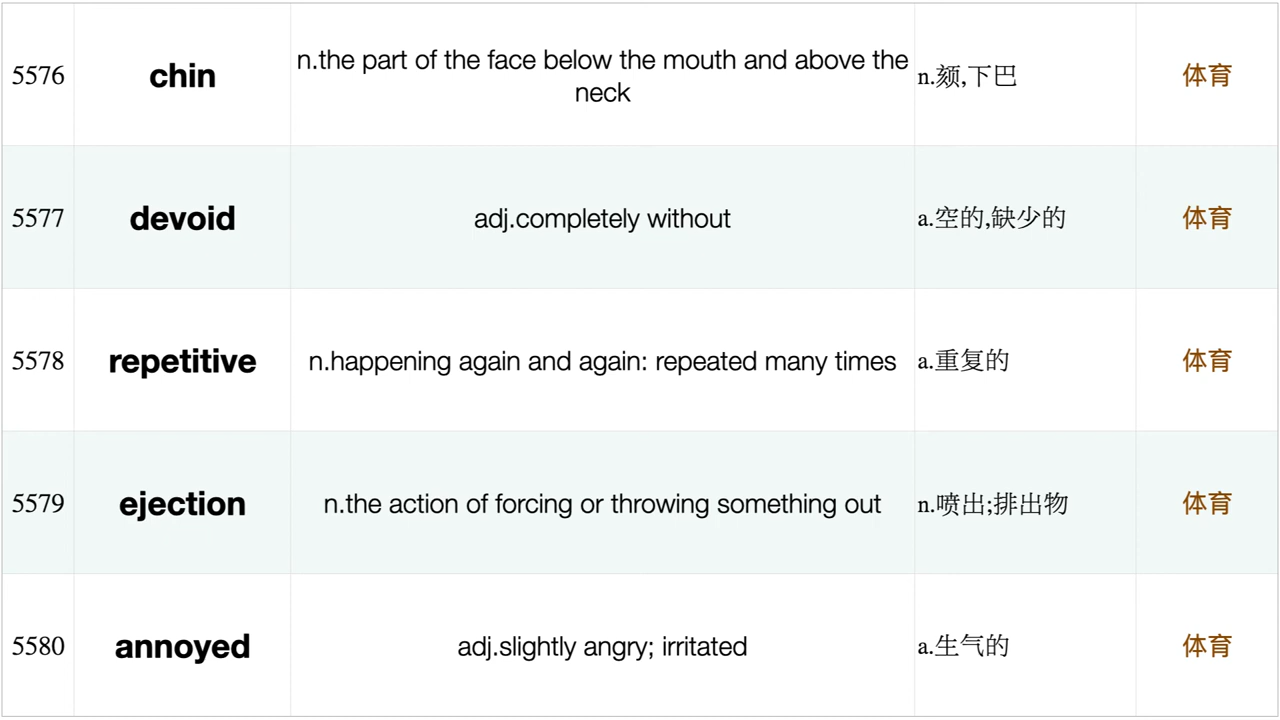 5576 chin n.the part of the face below the mouth and above the neck n.颏,下巴 体育
5577 devoid adj.completely without a.空的,缺少的 体育
5578 repetitive n.happening again and again: repeated many times a.重复的 体育
5579 ejection n.the action of forcing or throwing something out n.喷出;排出物 体育
5580 annoyed adj.slightly angry; irritated a.生气的 体育